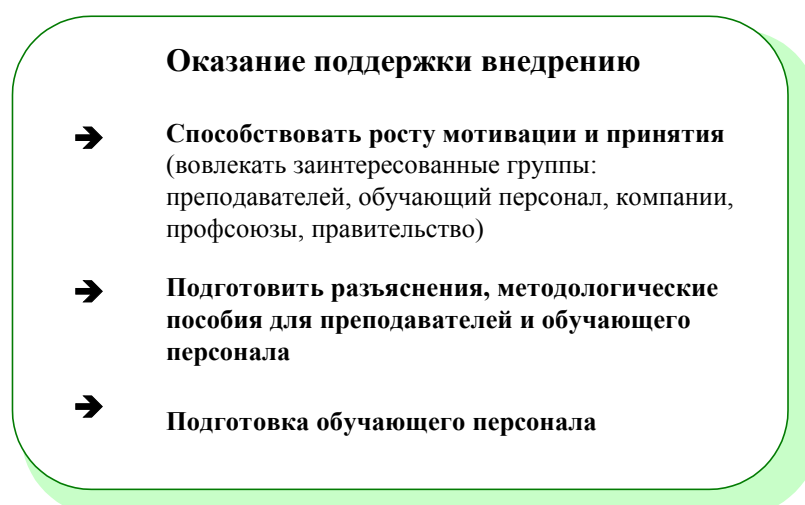 Оказание поддержки внедрению
➔ Способствовать росту мотивации и принятия
(вовлекать заинтересованные группы:
преподавателей, обучающий персонал, компании,
профсоюзы, правительство)
➔ Подготовить разъяснения, методологические
пособия для преподавателей и обучающего
персонала
➔ Подготовка обучающего персонала